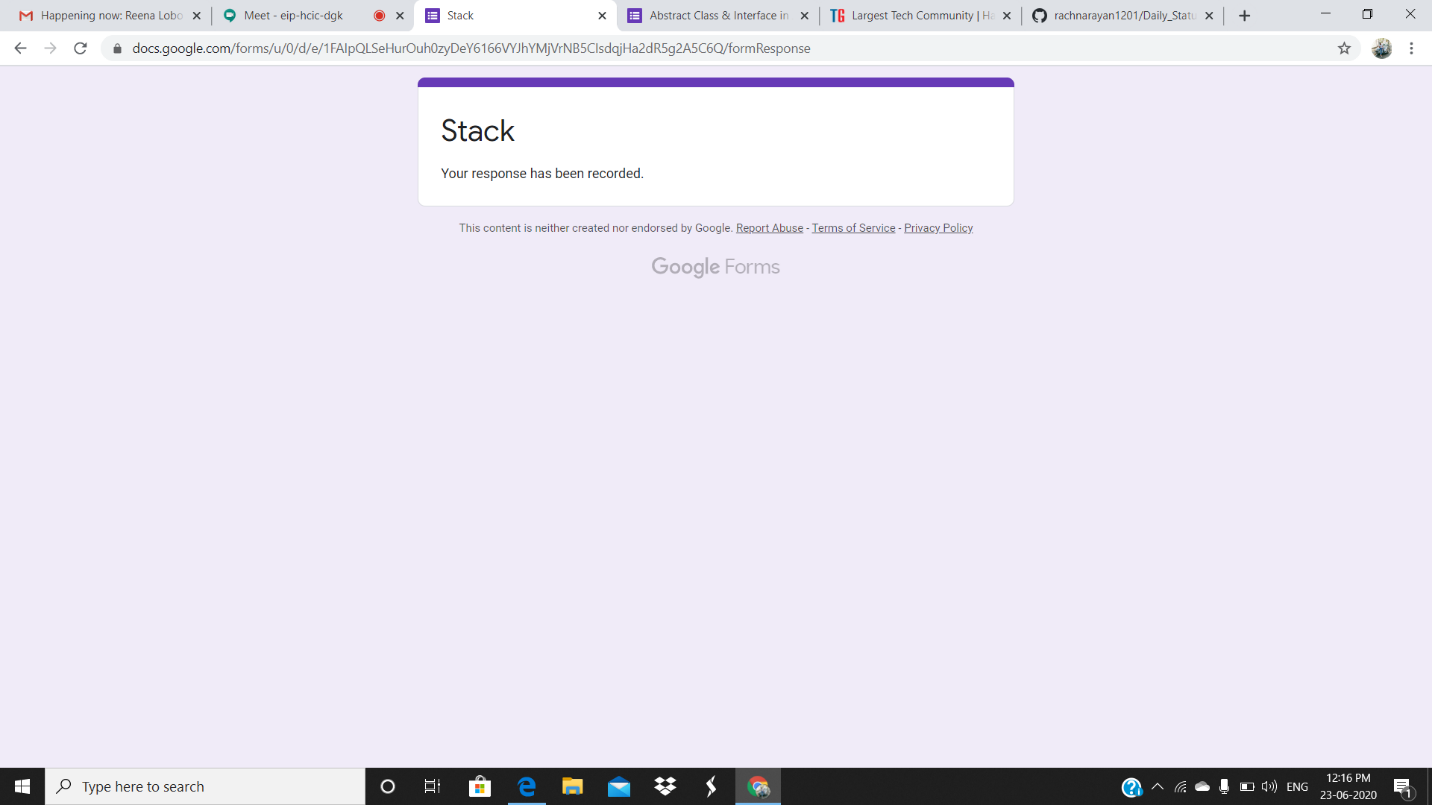 Happening now: Reena Lobo
Meet - eip-hcic-dgk
Stack
Abstract Class & Interface in
Largest Tech Community | Ha
rachnarayan1201/Daily_Statu
docs.google.com/forms/u/0/d/e/1FAIpQLSeHurOuh0zyDeY6166VYJhYMjVrNB5CIsdqjHa2dR5g2A5C6Q/formResponse
Stack
Your response has been recorded.
This content is neither created nor endorsed by Google. Report Abuse - Terms of Service - Privacy Policy
Google Forms
Type here to search
ENG
12:16 PM
23-06-2020
1